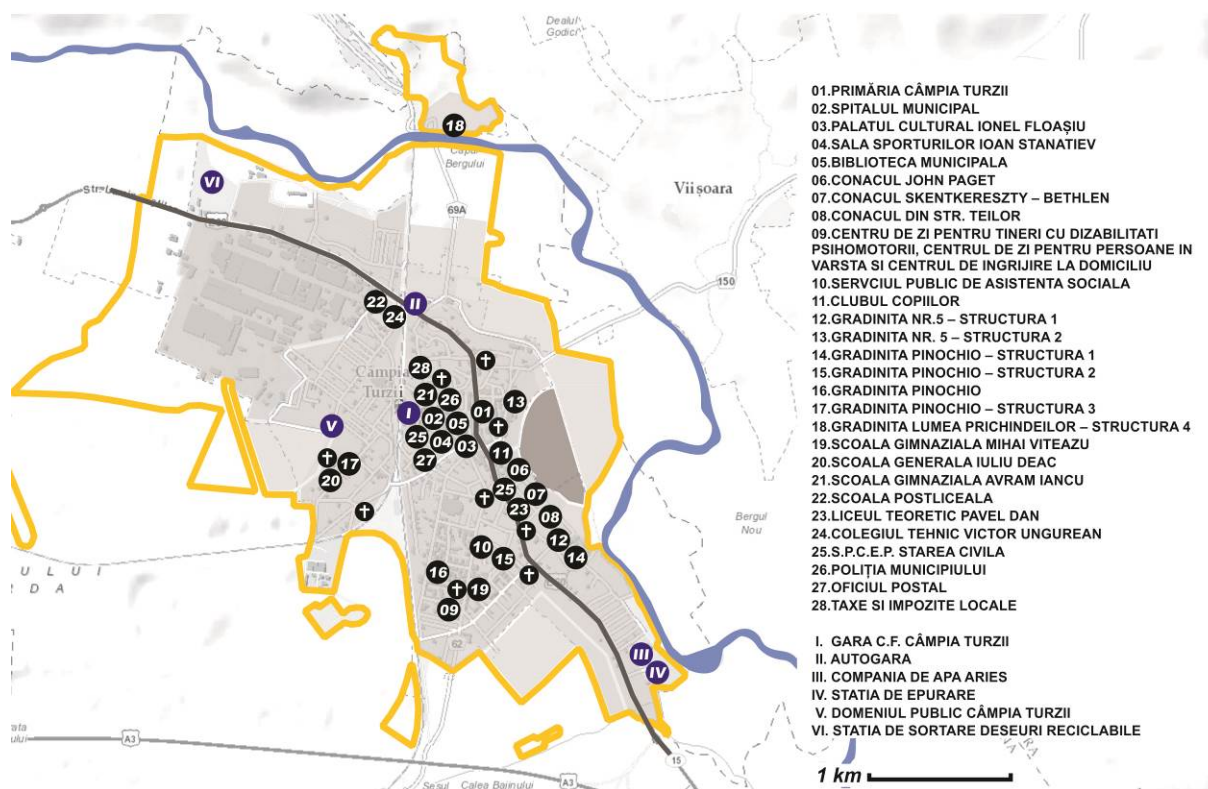 Dealul
Godici
18
Capul
Bergului
VI
Viișoara
69A
150
22
24
II
Câmpia
Turzii
28
21
26
I
02
05
01
13
25
04
03
27
11
06
V
17
20
25
07
23
08
12
14
10
15
16
19
09
Bergul
Nou
62
III
IV
ULUI
DA
A3
A3
15
Calea Bainului
01.PRIMĂRIA CÂMPIA TURZII
02.SPITALUL MUNICIPAL
03.PALATUL CULTURAL IONEL FLOAȘIU
04.SALA SPORTURILOR IOAN STANATIEV
05.BIBLIOTECA MUNICIPALA
06.CONACUL JOHN PAGET
07.CONACUL SKENTKERESZTY – BETHLEN
08.CONACUL DIN STR. TEILOR
09.CENTRU DE ZI PENTRU TINERI CU DIZABILITATI
PSIHOMOTORII, CENTRUL DE ZI PENTRU PERSOANE IN
VARSTA SI CENTRUL DE INGRIJIRE LA DOMICILIU
10.SERVCIUL PUBLIC DE ASISTENTA SOCIALA
11.CLUBUL COPIILOR
12.GRADINITA NR.5 – STRUCTURA 1
13.GRADINITA NR. 5 – STRUCTURA 2
14.GRADINITA PINOCHIO – STRUCTURA 1
15.GRADINITA PINOCHIO – STRUCTURA 2
16.GRADINITA PINOCHIO
17.GRADINITA PINOCHIO – STRUCTURA 3
18.GRADINITA LUMEA PRICHINDEILOR – STRUCTURA 4
19.SCOALA GIMNAZIALA MIHAI VITEAZU
20.SCOALA GENERALA IULIU DEAC
21.SCOALA GIMNAZIALA AVRAM IANCU
22.SCOALA POSTLICEALA
23.LICEUL TEORETIC PAVEL DAN
24.COLEGIUL TEHNIC VICTOR UNGUREAN
25.S.P.C.E.P. STAREA CIVILA
26.POLIȚIA MUNICIPIULUI
27.OFICIUL POSTAL
28.TAXE SI IMPOZITE LOCALE
I. GARA C.F. CÂMPIA TURZII
II. AUTOGARA
III. COMPANIA DE APA ARIES
IV. STATIA DE EPURARE
V. DOMENIUL PUBLIC CÂMPIA TURZII
VI. STATIA DE SORTARE DESEURI RECICLABILE
1 km